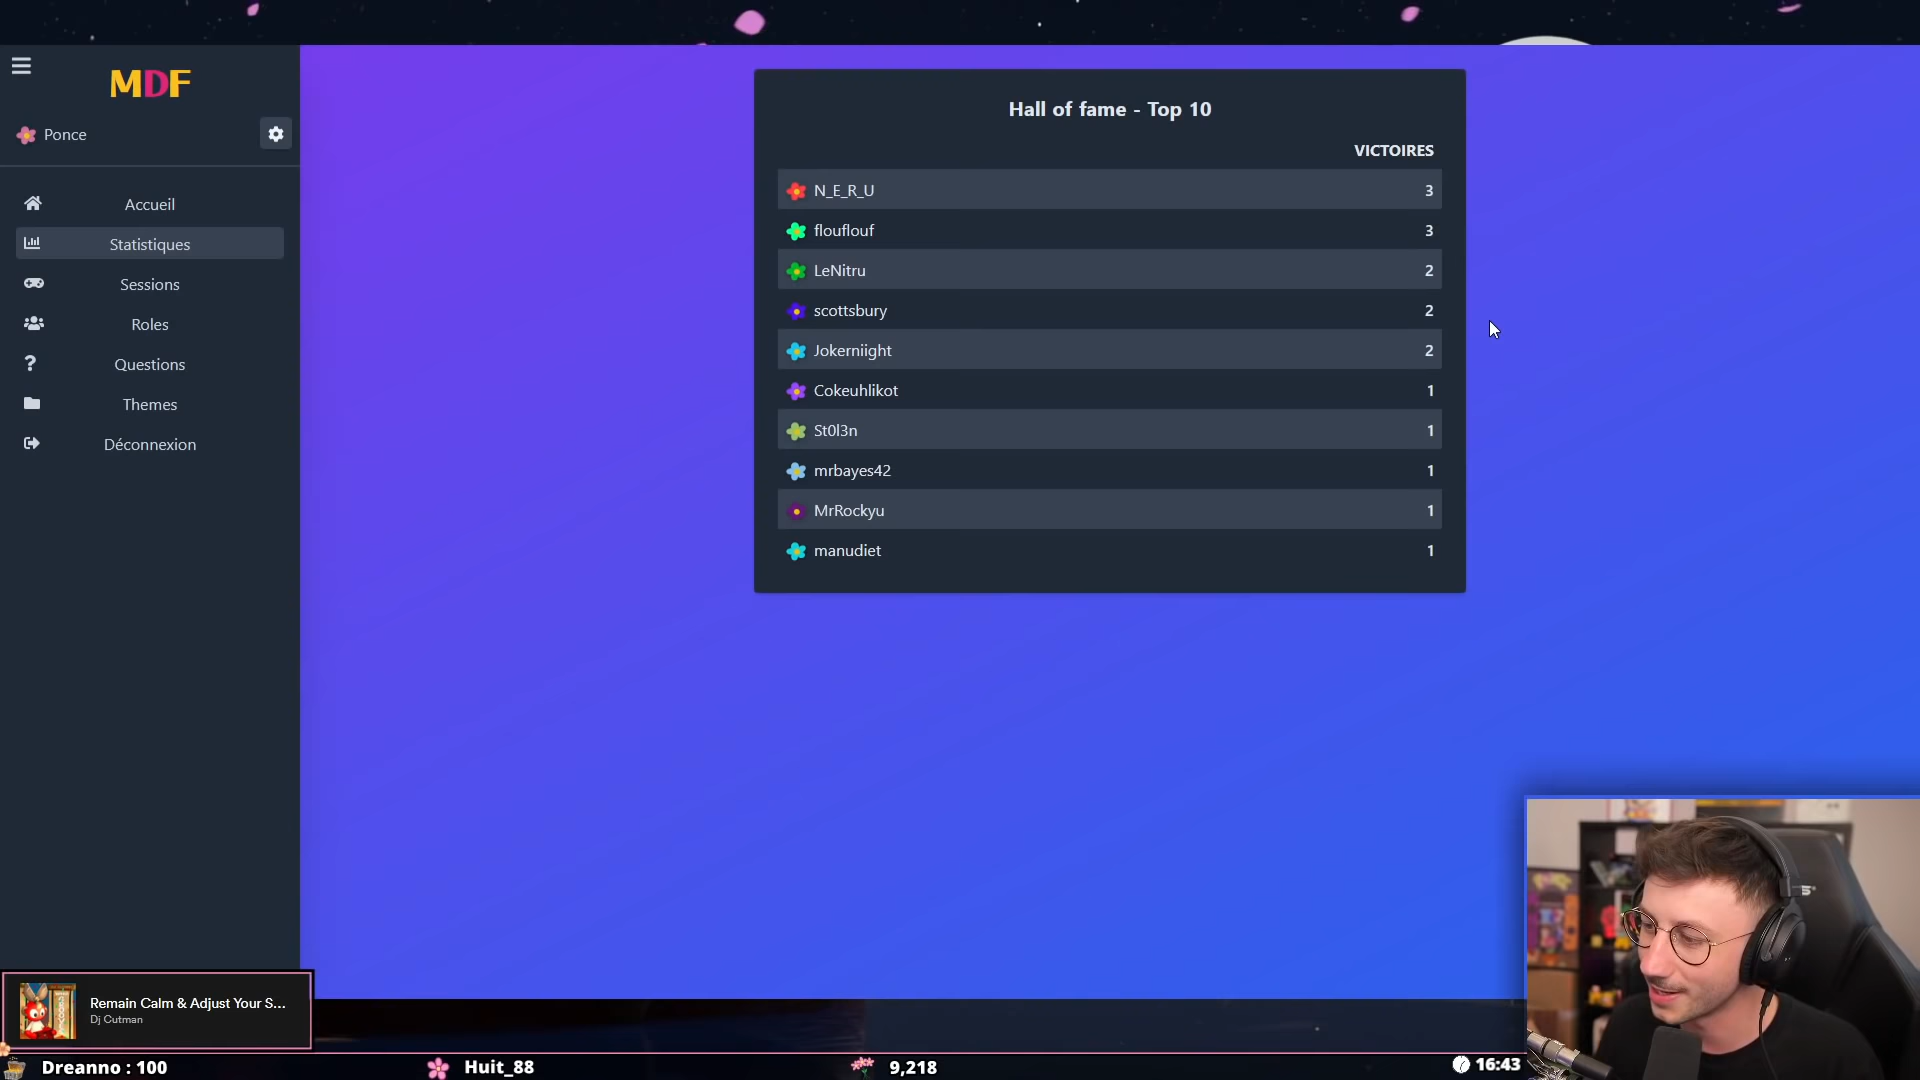 MDF
Ponce
Accueil
Statistiques
Sessions
Roles
Questions
Themes
Déconnexion
Hall of fame - Top 10
VICTOIRES
N_E_R_U 3
flouflouf 3
LeNitru 2
scottsbury 2
Jokerniight 2
Cokeuhlikot 1
St0l3n 1
mrbayes42 1
MrRockyu 1
manudiet 1
Remain Calm & Adjust Your S...
Dj Cutman
Dreanno : 100
Huit_88
9,218
16:43